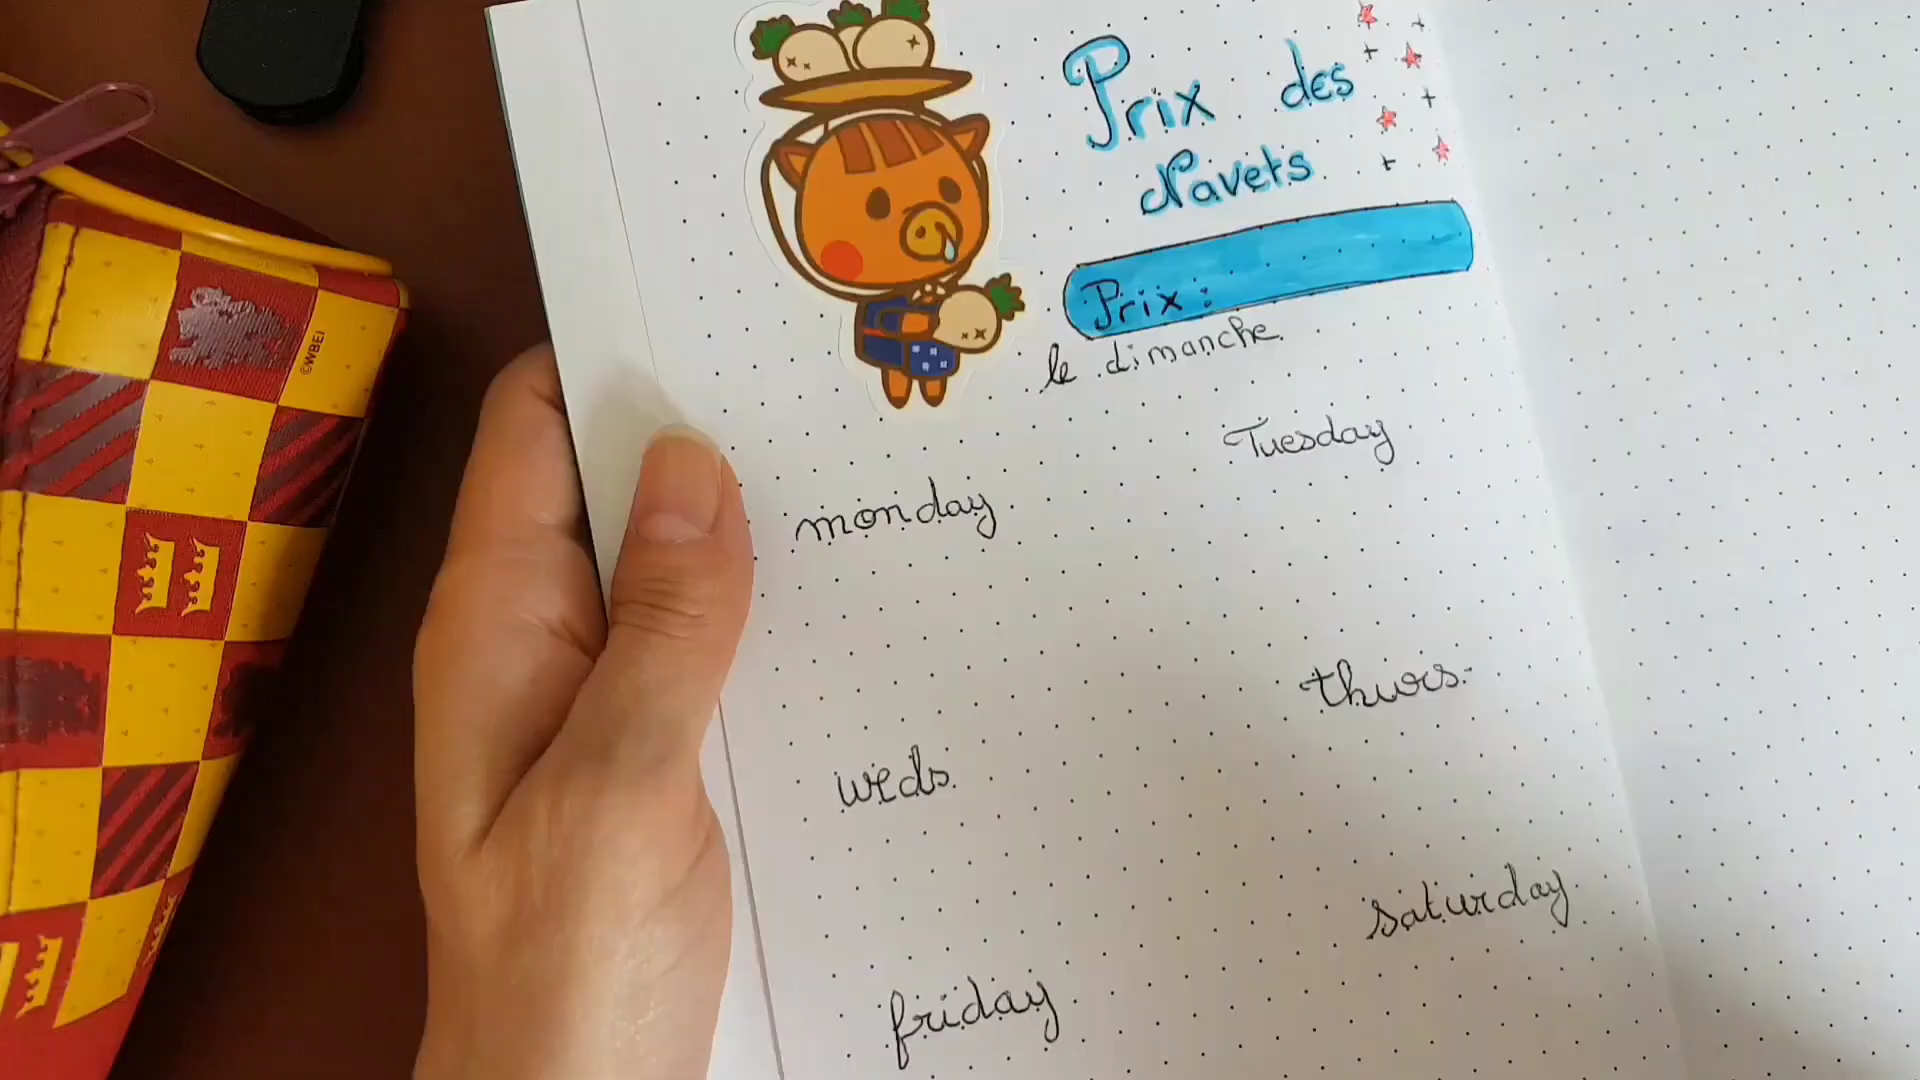 Prix des
Navets
Prix :
le dimanche
Tuesday
monday
thurs.
weds.
saturday
friday
©WBEI